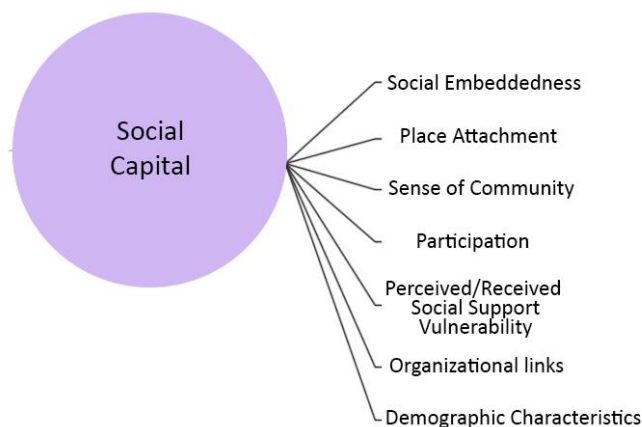 Social
Capital
Social Embeddedness
Place Attachment
Sense of Community
Participation
Perceived/Received
Social Support
Vulnerability
Organizational links
Demographic Characteristics